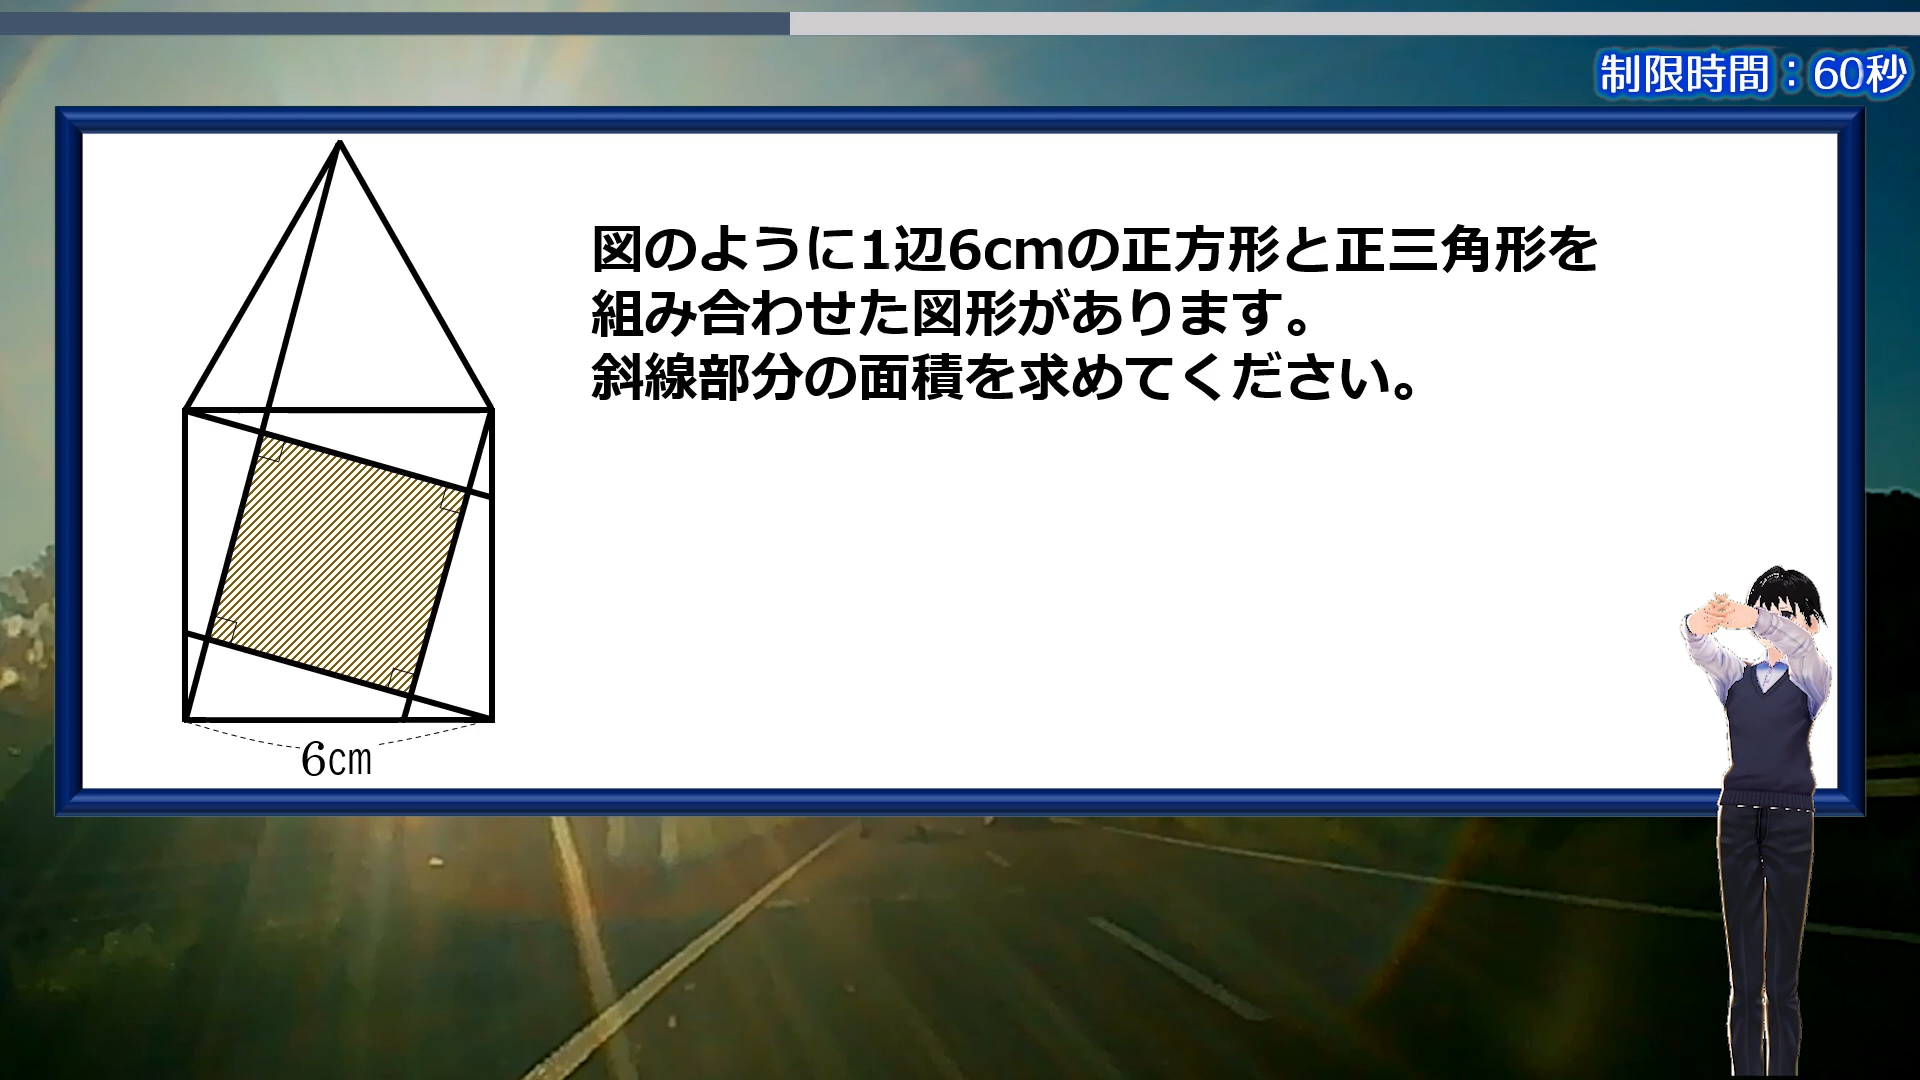 制限時間：60秒
図のように1辺6cmの正方形と正三角形を
組み合わせた図形があります。
斜線部分の面積を求めてください。
6㎝